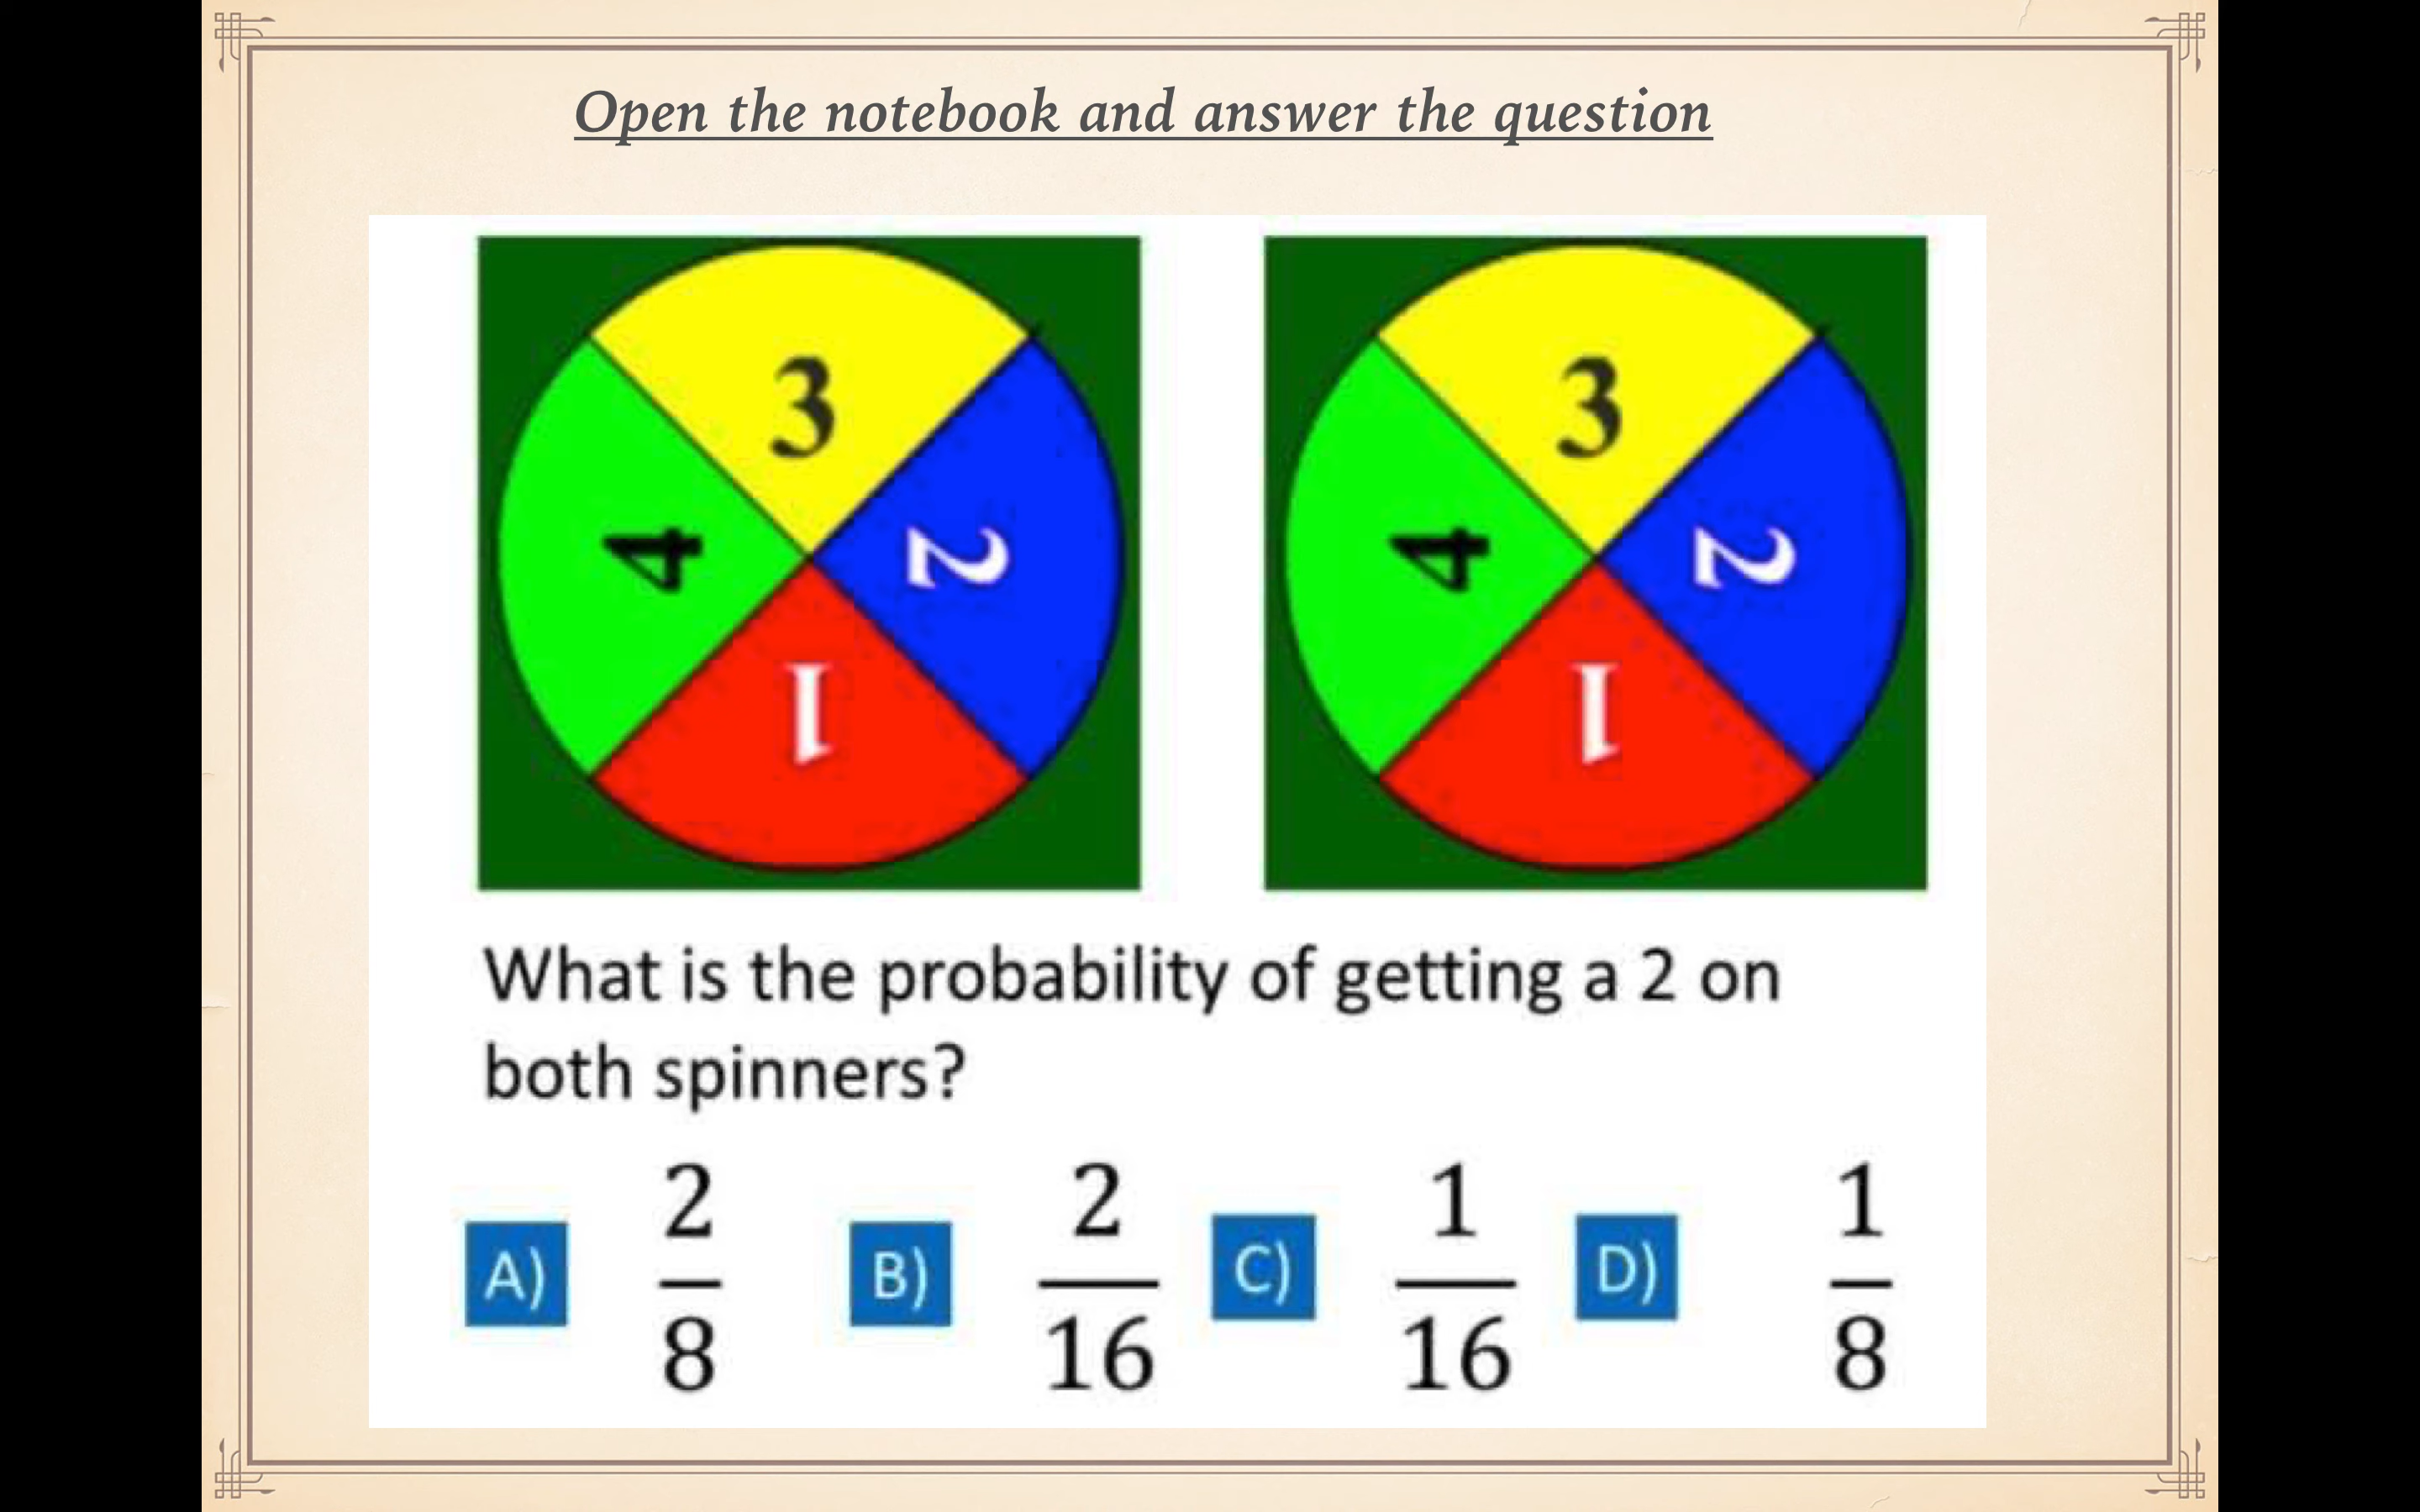 Open the notebook and answer the question
3 3
4 2 4 2
1 1
What is the probability of getting a 2 on
both spinners?
A) 2/8 B) 2/16 C) 1/16 D) 1/8